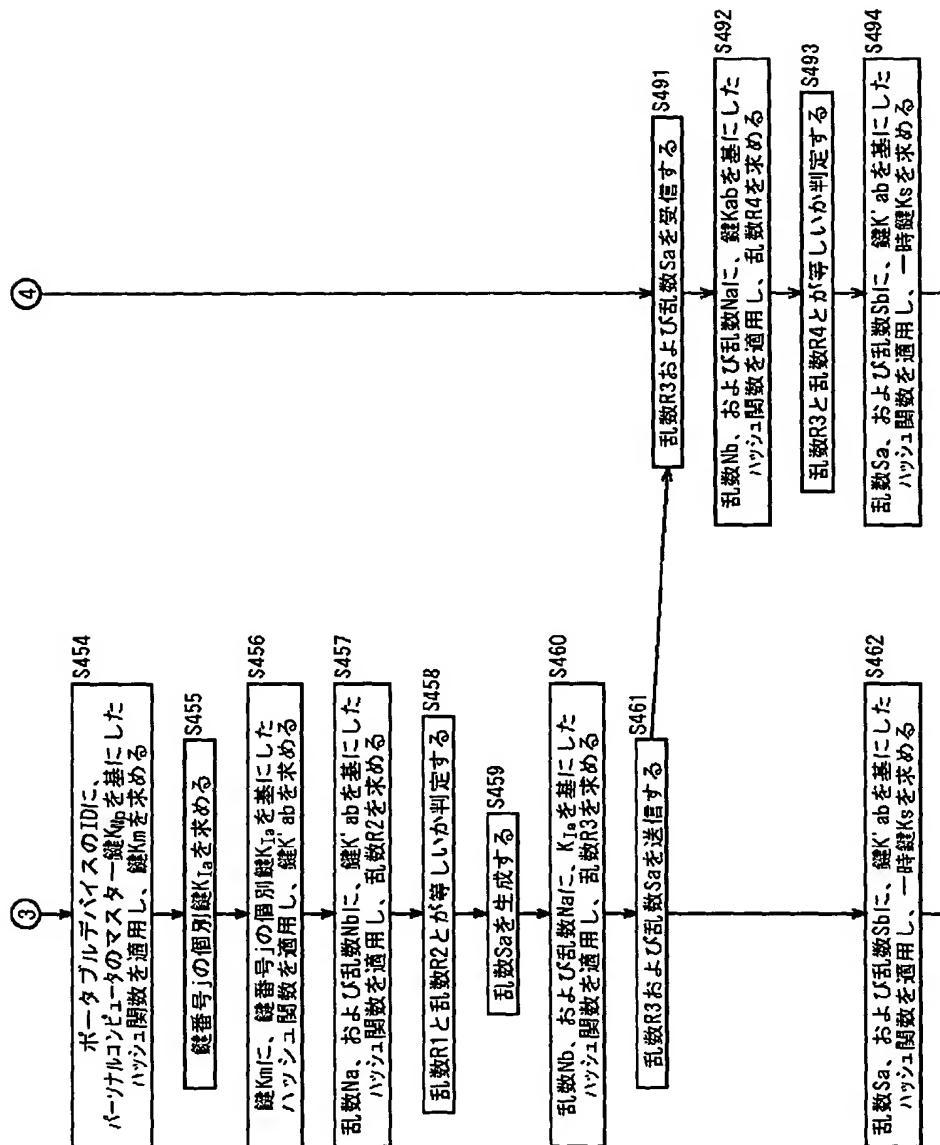 ③
S454
ポータブルデバイスのIDに、
パーソナルコンピュータのマスター鍵KMbを基にした
ハッシュ関数を適用し、鍵Kmを求める
S455
鍵番号jの個別鍵KIaを求める
S456
鍵Kmに、鍵番号jの個別鍵KIaを基にした
ハッシュ関数を適用し、鍵K'abを求める
S457
乱数Na、および乱数Nbに、鍵K'abを基にした
ハッシュ関数を適用し、乱数R2を求める
S458
乱数R1と乱数R2とが等しいか判定する
S459
乱数Saを生成する
S460
乱数Nb、および乱数Naに、KIaを基にした
ハッシュ関数を適用し、乱数R3を求める
S461
乱数R3および乱数Saを送信する
S462
乱数Sa、および乱数Sbに、鍵K'abを基にした
ハッシュ関数を適用し、一時鍵Ksを求める
④
S491
乱数R3および乱数Saを受信する
S492
乱数Nb、および乱数Naに、鍵Kabを基にした
ハッシュ関数を適用し、乱数R4を求める
S493
乱数R3と乱数R4とが等しいか判定する
S494
乱数Sa、および乱数Sbに、鍵K'abを基にした
ハッシュ関数を適用し、一時鍵Ksを求める